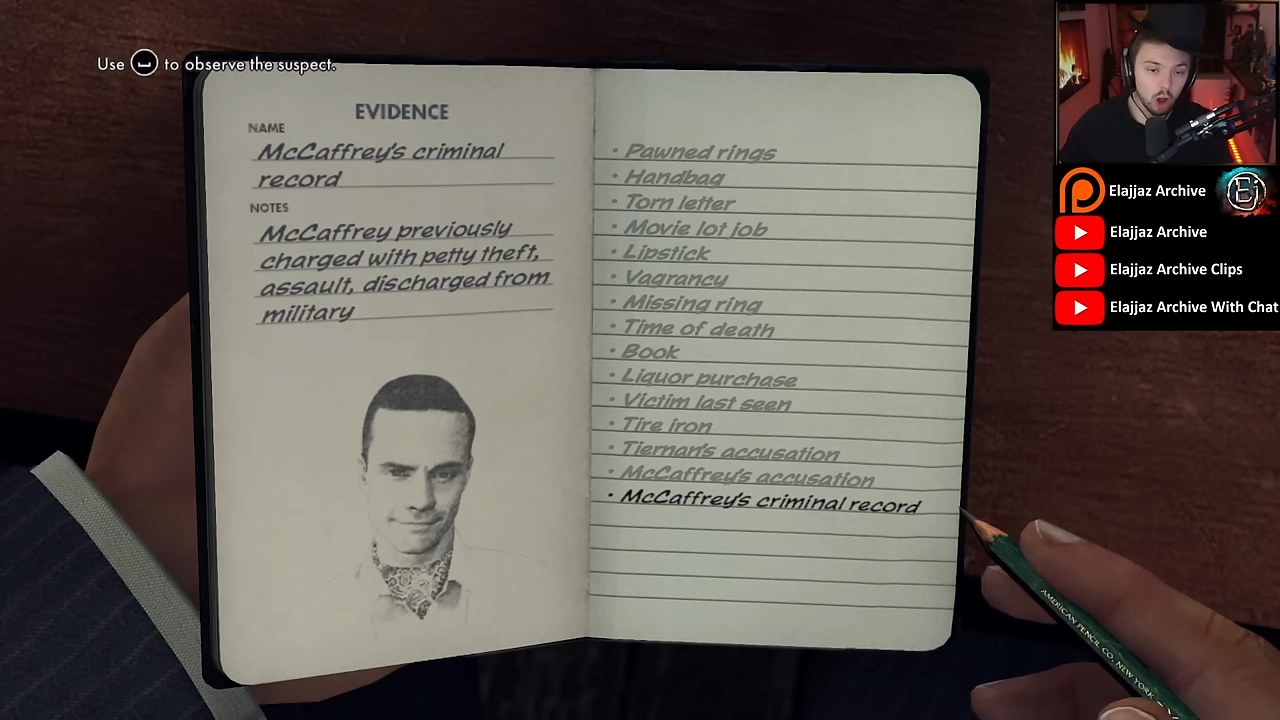 Use to observe the suspect.
EVIDENCE
NAME
McCaffrey's criminal
record
NOTES
McCaffrey previously
charged with petty theft,
assault, discharged from
military
• Pawned rings
• Handbag
• Torn letter
• Movie lot job
• Lipstick
• Vagrancy
• Missing ring
• Time of death
• Book
• Liquor purchase
• Victim last seen
• Tire iron
• Tiernan's accusation
• McCaffrey's accusation
• McCaffrey's criminal record
AMERICAN PENCIL CO. NEW YORK
Elajjaz Archive
Ej
Elajjaz Archive
Elajjaz Archive Clips
Elajjaz Archive With Chat